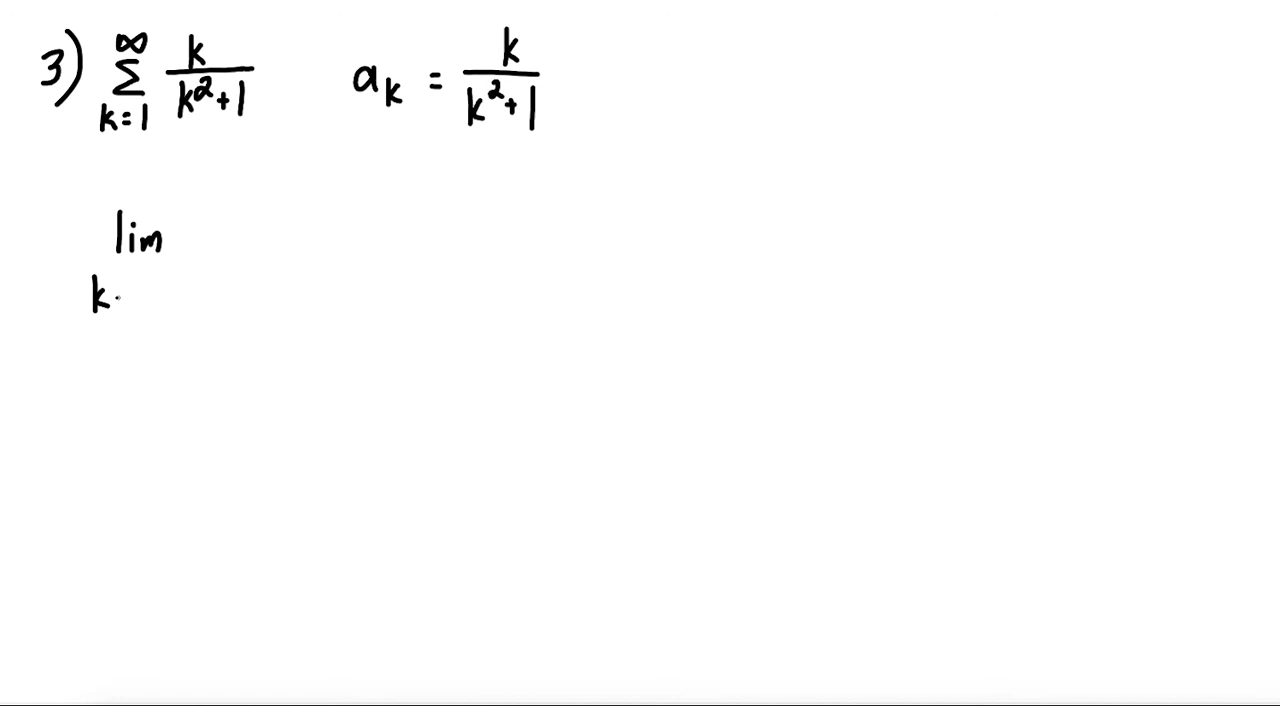 3) ∞ Σ k=1 k/(k²+1) a_k = k/(k²+1)
lim
k